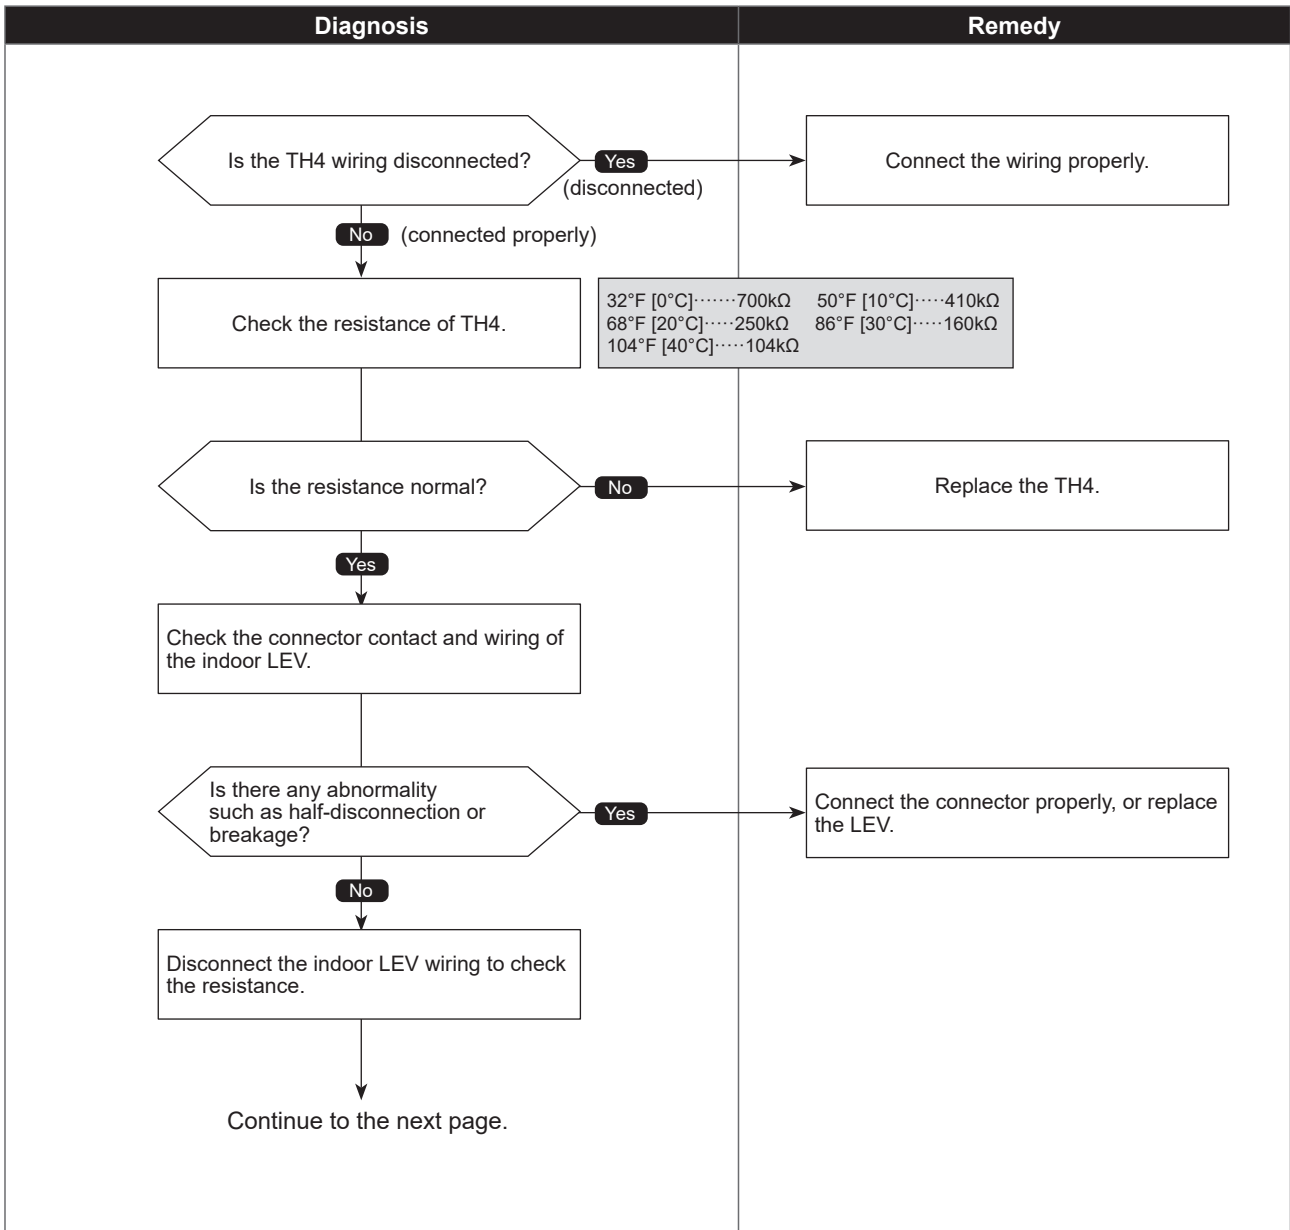 Diagnosis
Remedy
Is the TH4 wiring disconnected?
Yes
(disconnected)
Connect the wiring properly.
No
(connected properly)
Check the resistance of TH4.
32°F [0°C]·······700kΩ 50°F [10°C]·····410kΩ
68°F [20°C]·····250kΩ 86°F [30°C]·····160kΩ
104°F [40°C]·····104kΩ
Is the resistance normal?
No
Replace the TH4.
Yes
Check the connector contact and wiring of
the indoor LEV.
Is there any abnormality
such as half-disconnection or
breakage?
Yes
Connect the connector properly, or replace
the LEV.
No
Disconnect the indoor LEV wiring to check
the resistance.
Continue to the next page.